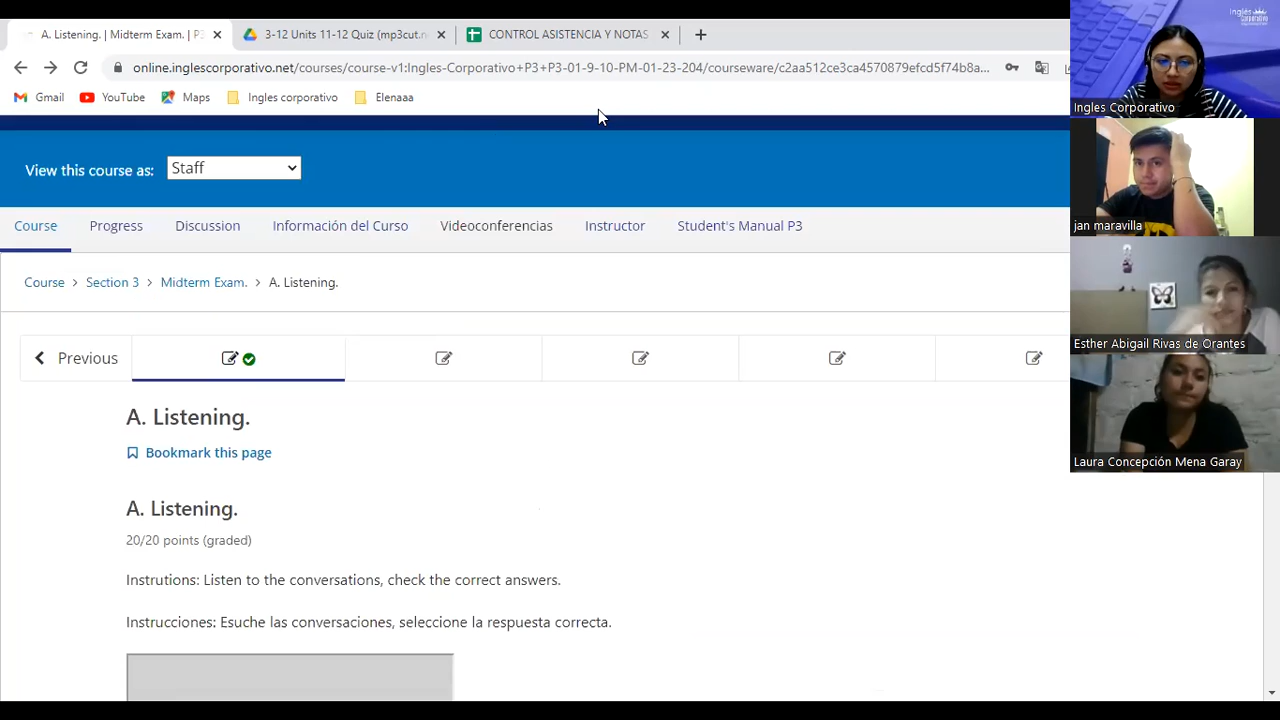 A. Listening. | Midterm Exam. | P3
3-12 Units 11-12 Quiz (mp3cut.
CONTROL ASISTENCIA Y NOTAS
online.inglescorporativo.net/courses/course-v1:Ingles-Corporativo+P3+P3-01-9-10-PM-01-23-204/courseware/c2aa512ce3ca4570879efcd5f74b8a...
Gmail
YouTube
Maps
Ingles corporativo
Elenaaa
View this course as:
Staff
Course
Progress
Discussion
Información del Curso
Videoconferencias
Instructor
Student's Manual P3
Course > Section 3 > Midterm Exam. > A. Listening.
Previous
A. Listening.
Bookmark this page
A. Listening.
20/20 points (graded)
Instrutions: Listen to the conversations, check the correct answers.
Instrucciones: Esuche las conversaciones, seleccione la respuesta correcta.
Inglés
Corporativo
Ingles Corporativo
jan maravilla
Esther Abigail Rivas de Orantes
Laura Concepción Mena Garay